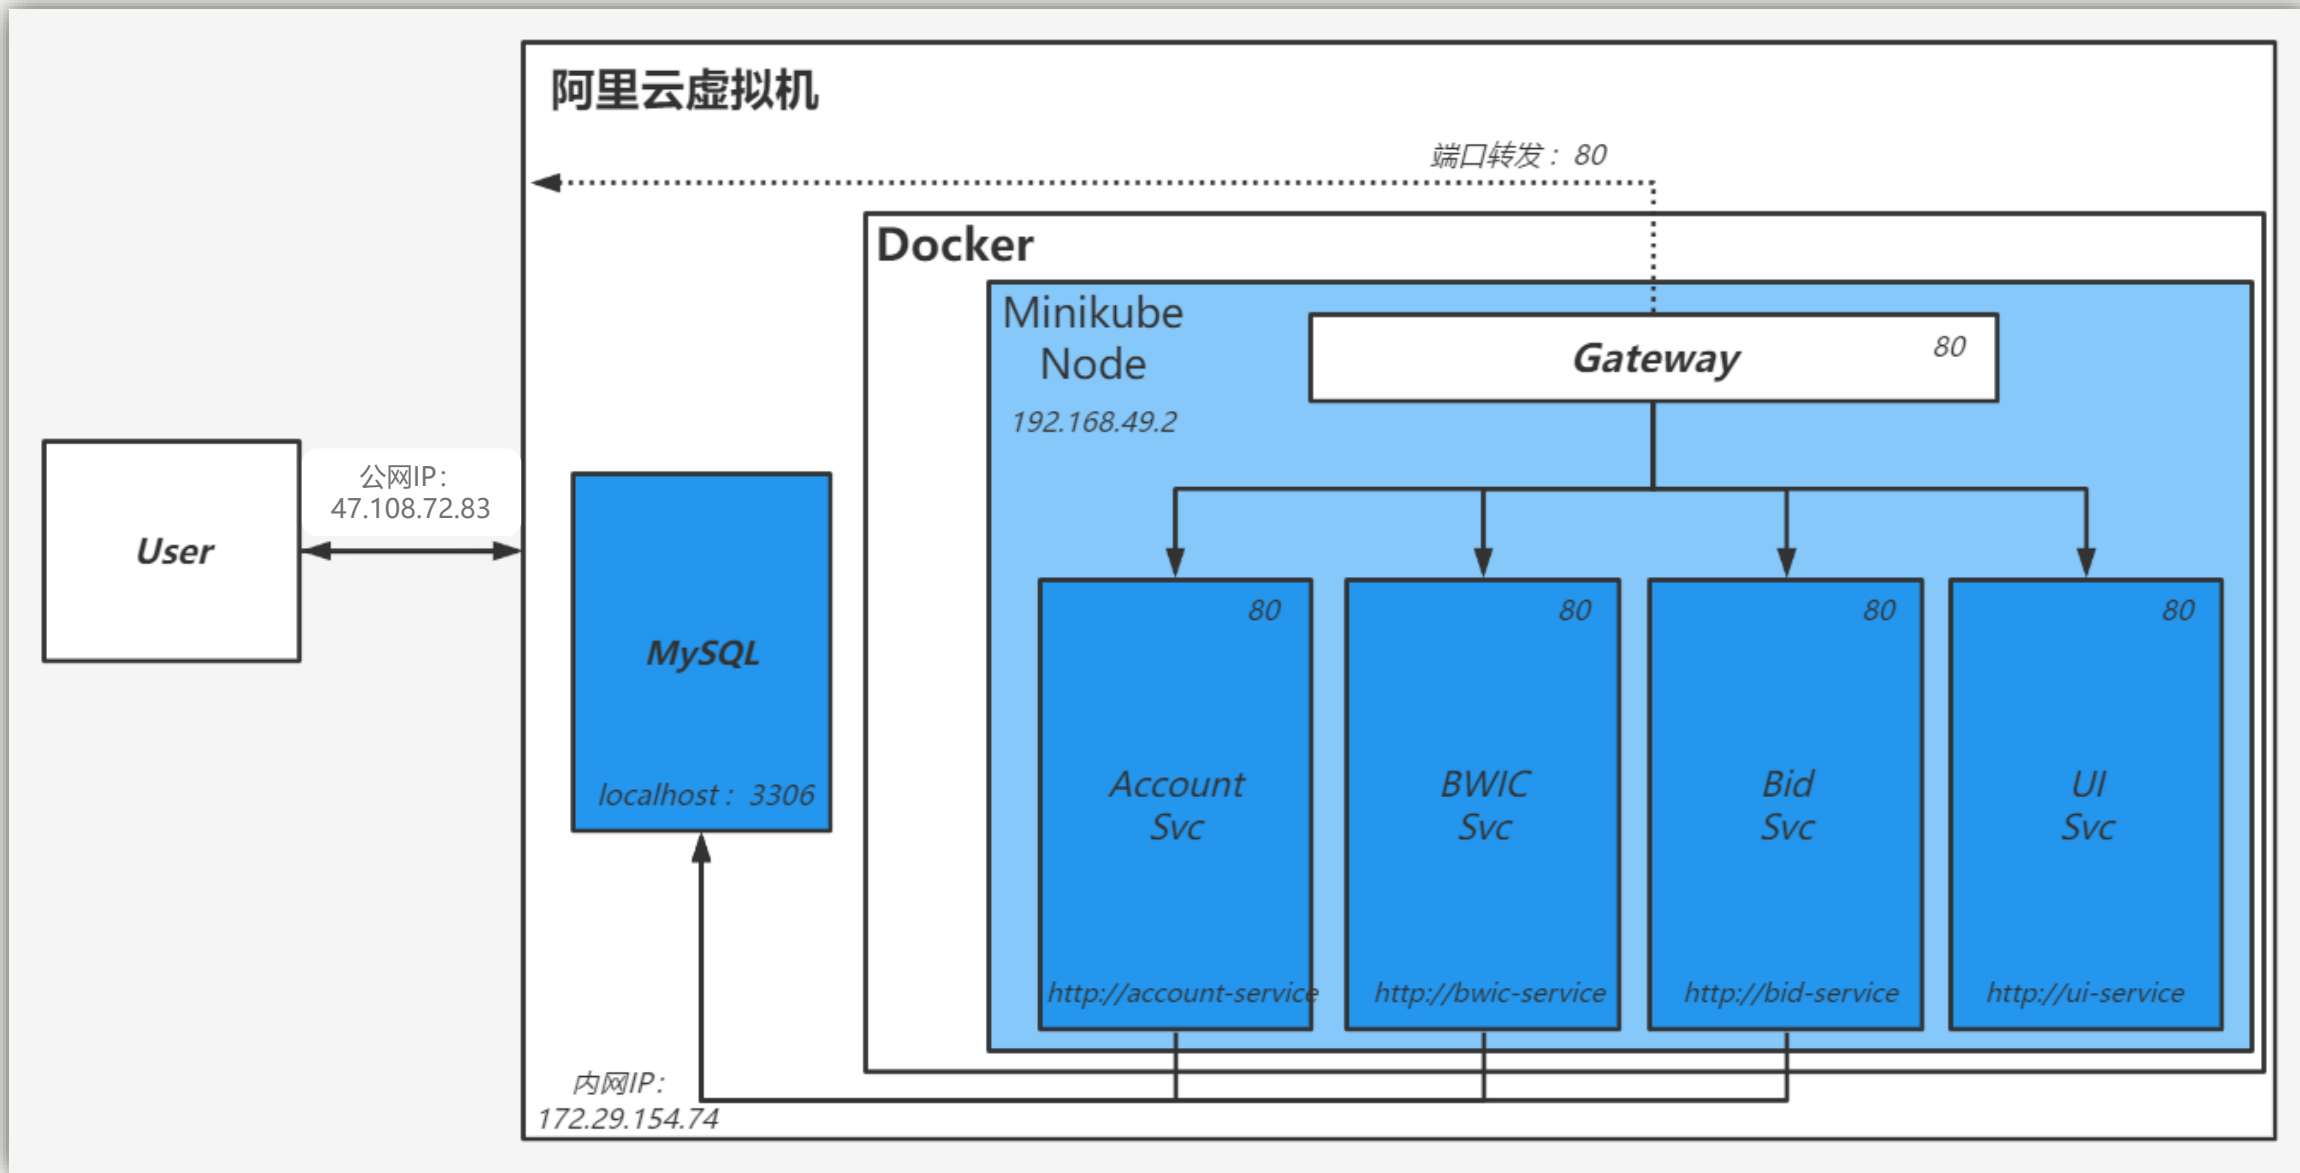 阿里云虚拟机
端口转发：80
Docker
Minikube
Node
192.168.49.2
Gateway
80
公网IP：
47.108.72.83
User
MySQL
localhost：3306
80
Account
Svc
http://account-service
80
BWIC
Svc
http://bwic-service
80
Bid
Svc
http://bid-service
80
UI
Svc
http://ui-service
内网IP：
172.29.154.74